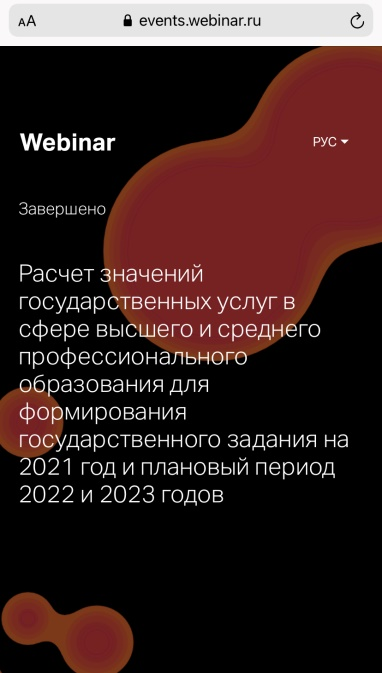 AA events.webinar.ru
Webinar
РУС
Завершено
Расчет значений
государственных услуг в
сфере высшего и среднего
профессионального
образования для
формирования
государственного задания на
2021 год и плановый период
2022 и 2023 годов